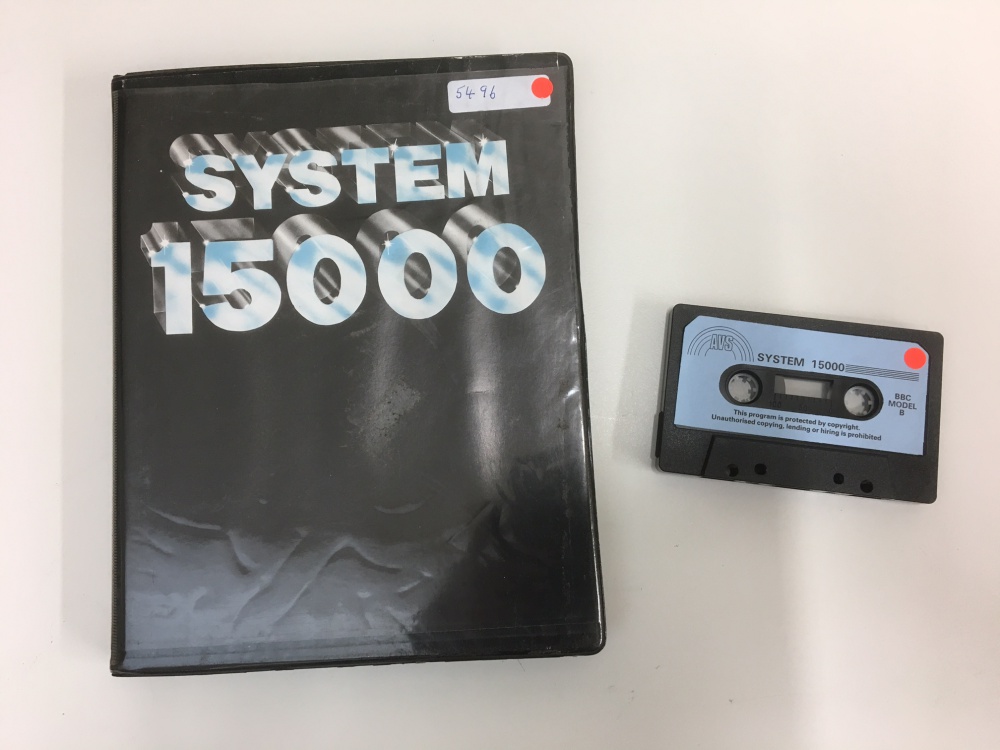 5496
SYSTEM
15000
AVS
SYSTEM 15000
BBC
MODEL
B
This program is protected by copyright.
Unauthorised copying, lending or hiring is prohibited